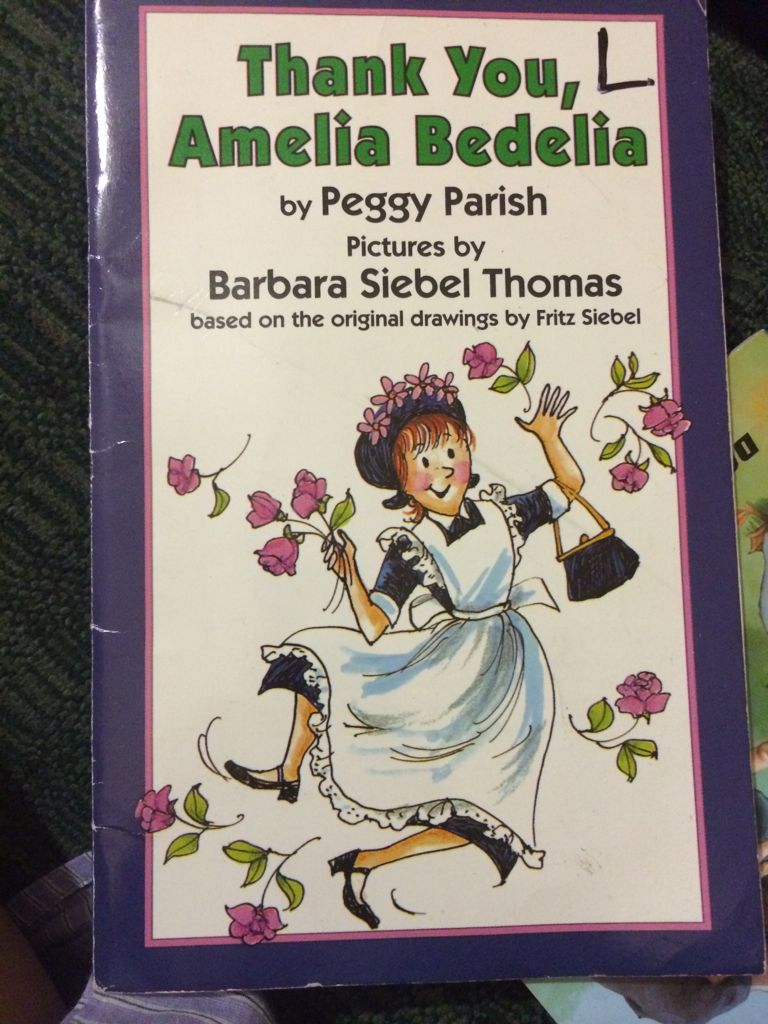 Thank You, L
Amelia Bedelia
by Peggy Parish
Pictures by
Barbara Siebel Thomas
based on the original drawings by Fritz Siebel